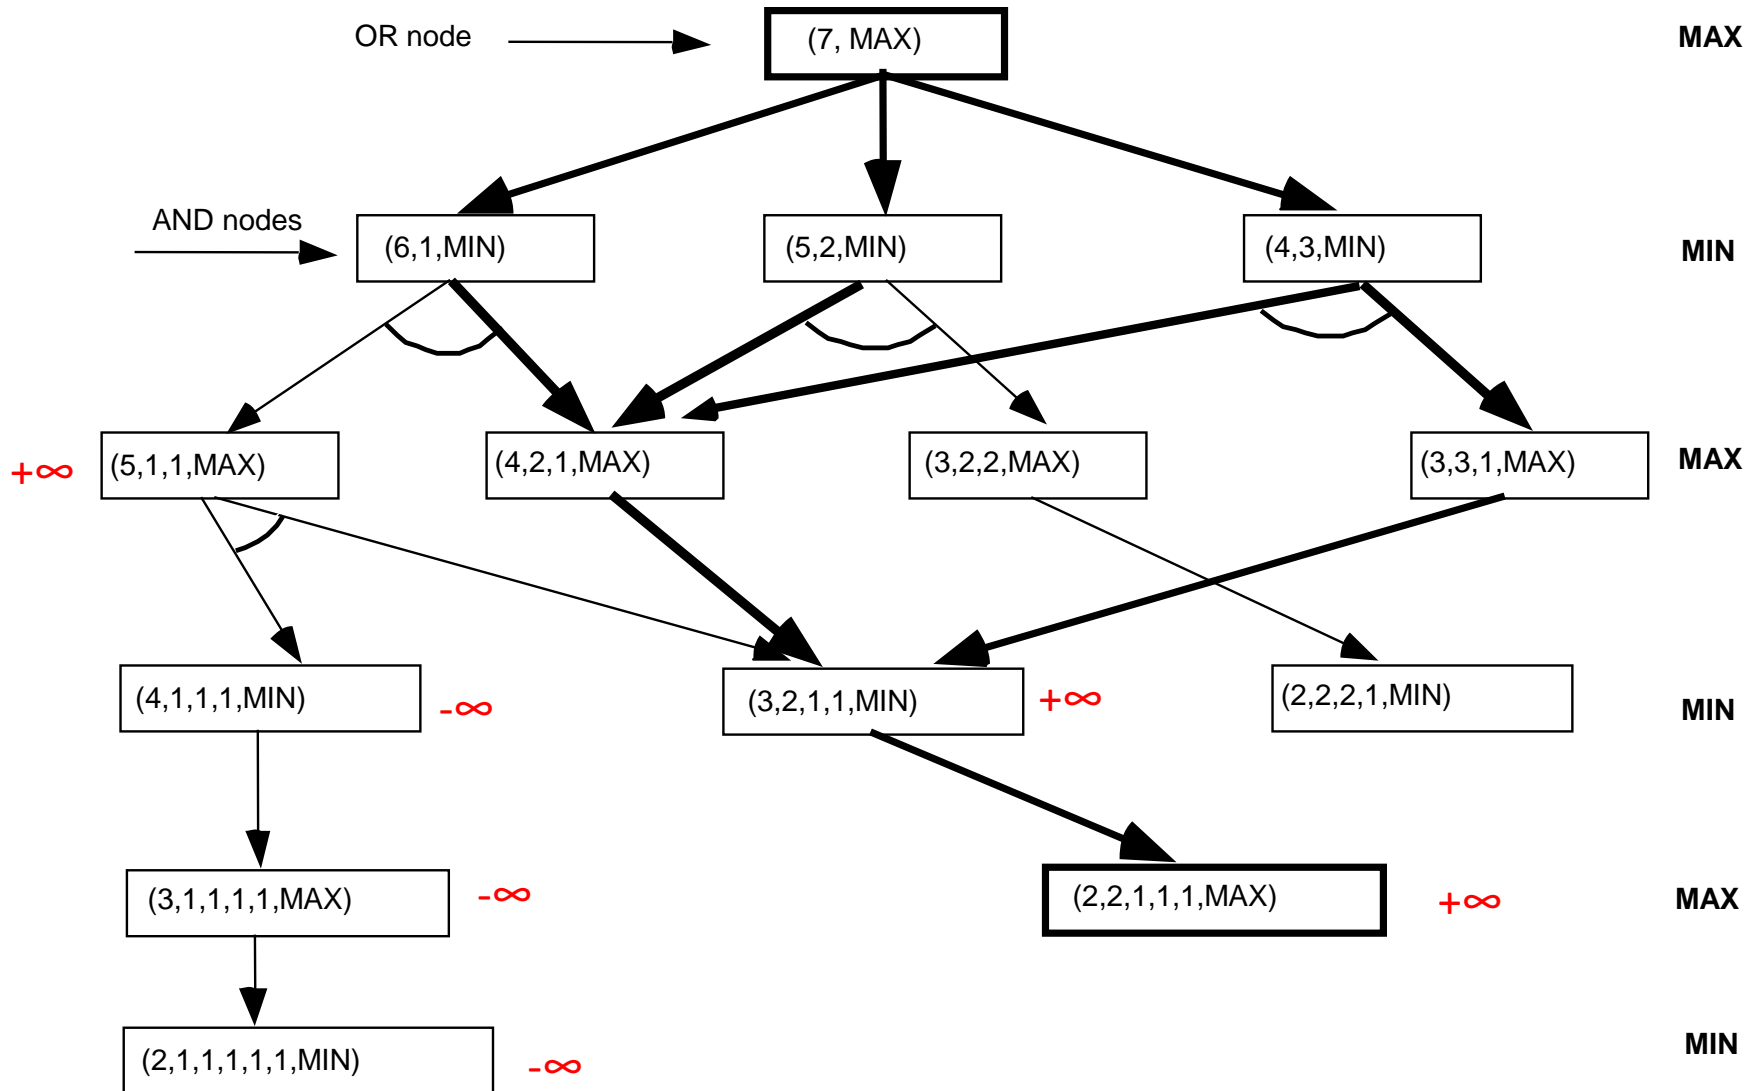 OR node
(7, MAX)
MAX
AND nodes
(6,1,MIN)
(5,2,MIN)
(4,3,MIN)
MIN
+∞
(5,1,1,MAX)
(4,2,1,MAX)
(3,2,2,MAX)
(3,3,1,MAX)
MAX
(4,1,1,1,MIN)
-∞
(3,2,1,1,MIN)
+∞
(2,2,2,1,MIN)
MIN
(3,1,1,1,1,MAX)
-∞
(2,2,1,1,1,MAX)
+∞
MAX
(2,1,1,1,1,1,MIN)
-∞
MIN